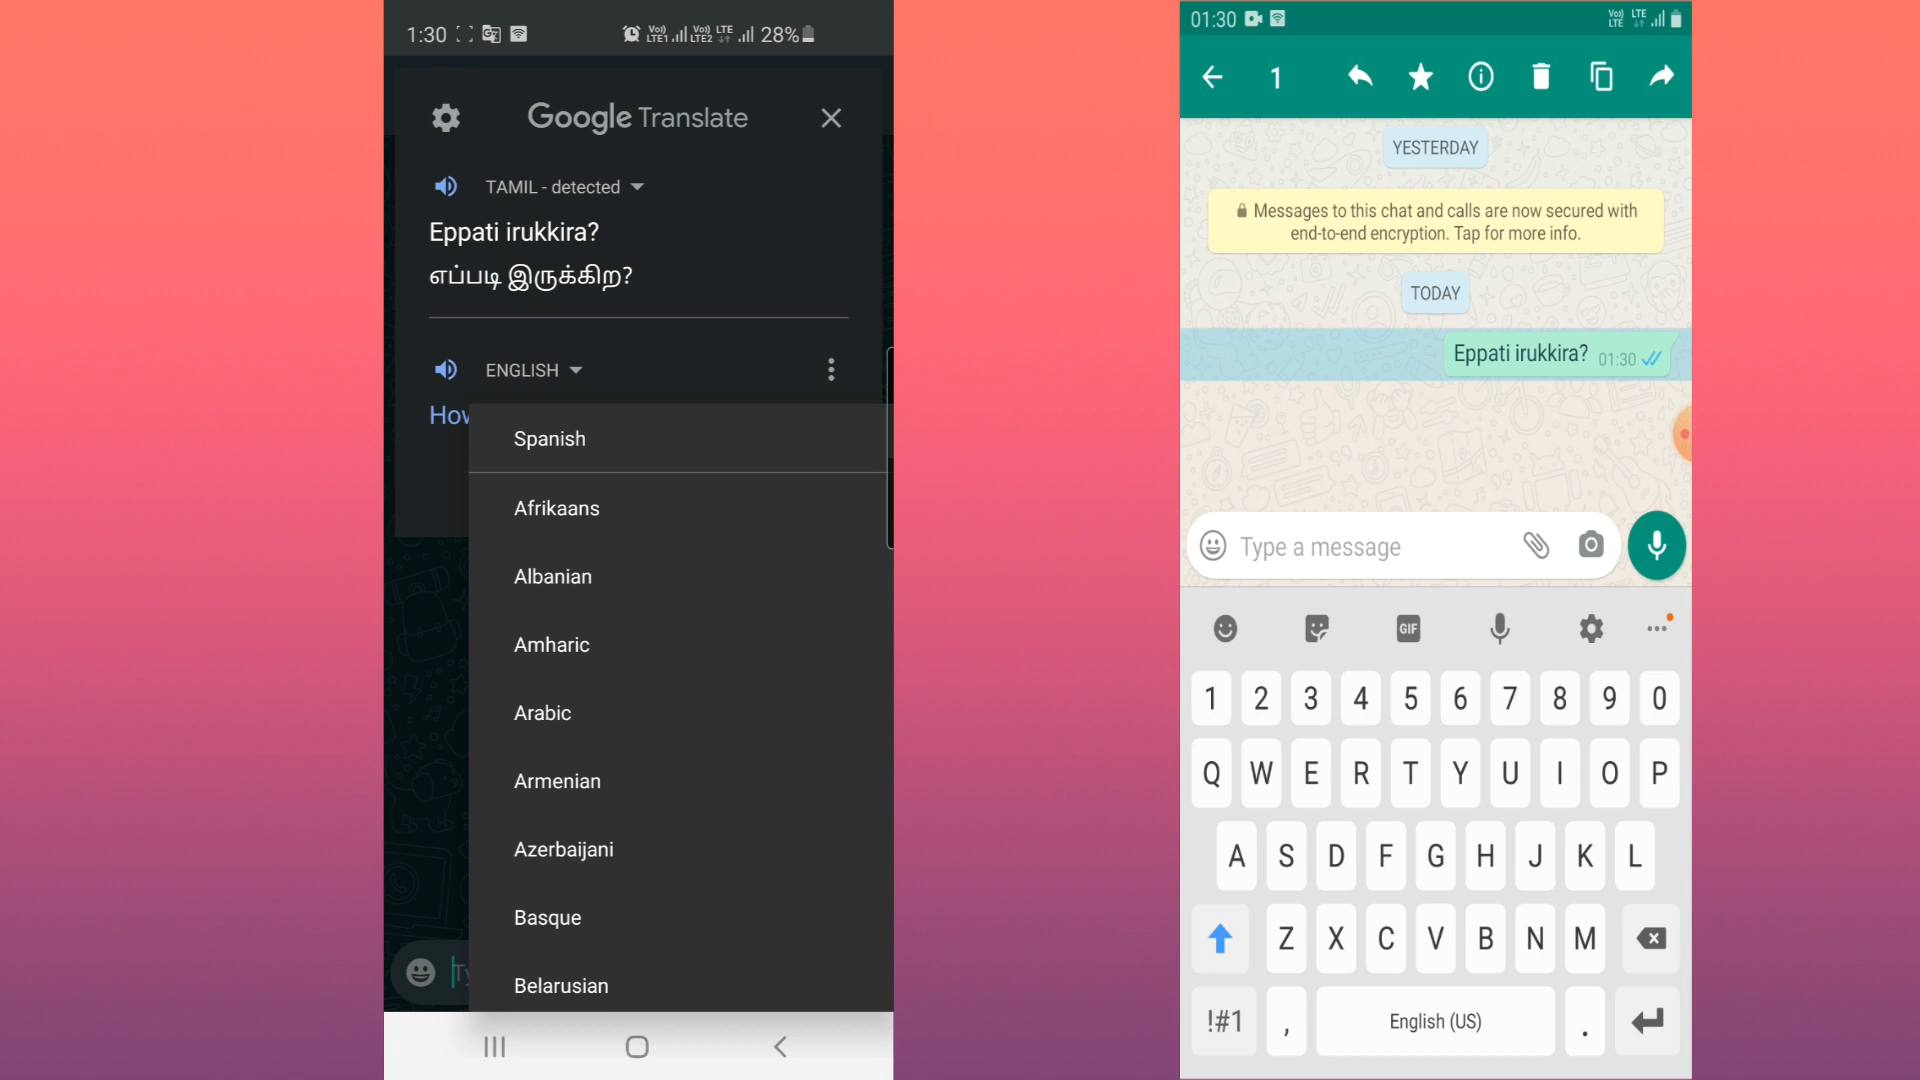 1:30
28%
Google Translate
TAMIL - detected
Eppati irukkira?
எப்படி இருக்கிற?
ENGLISH
How
Spanish
Afrikaans
Albanian
Amharic
Arabic
Armenian
Azerbaijani
Basque
Belarusian
Ty
01:30
1
YESTERDAY
Messages to this chat and calls are now secured with
end-to-end encryption. Tap for more info.
TODAY
Eppati irukkira? 01:30
Type a message
GIF
1 2 3 4 5 6 7 8 9 0
Q W E R T Y U I O P
A S D F G H J K L
Z X C V B N M
!#1 , English (US) .